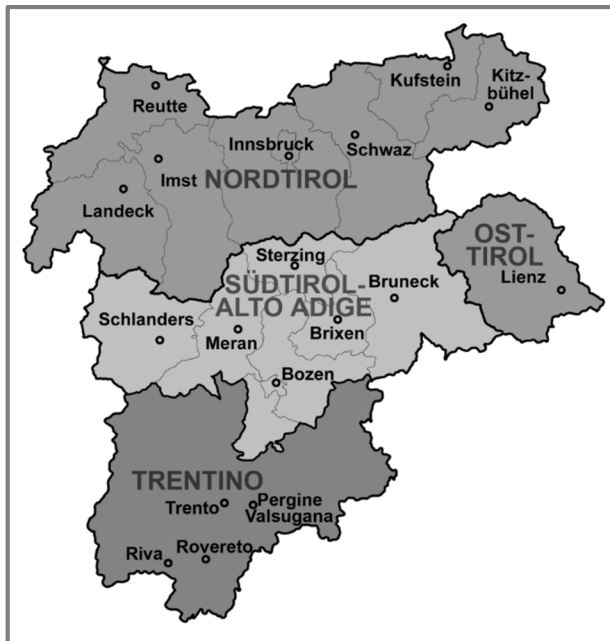 Kufstein
Kitz-
bühel
Reutte
Innsbruck
Schwaz
Imst
NORDTIROL
Landeck
OST-
TIROL
Lienz
Sterzing
SÜDTIROL-
ALTO ADIGE
Bruneck
Schlanders
Meran
Brixen
Bozen
TRENTINO
Trento
Pergine
Valsugana
Riva
Rovereto